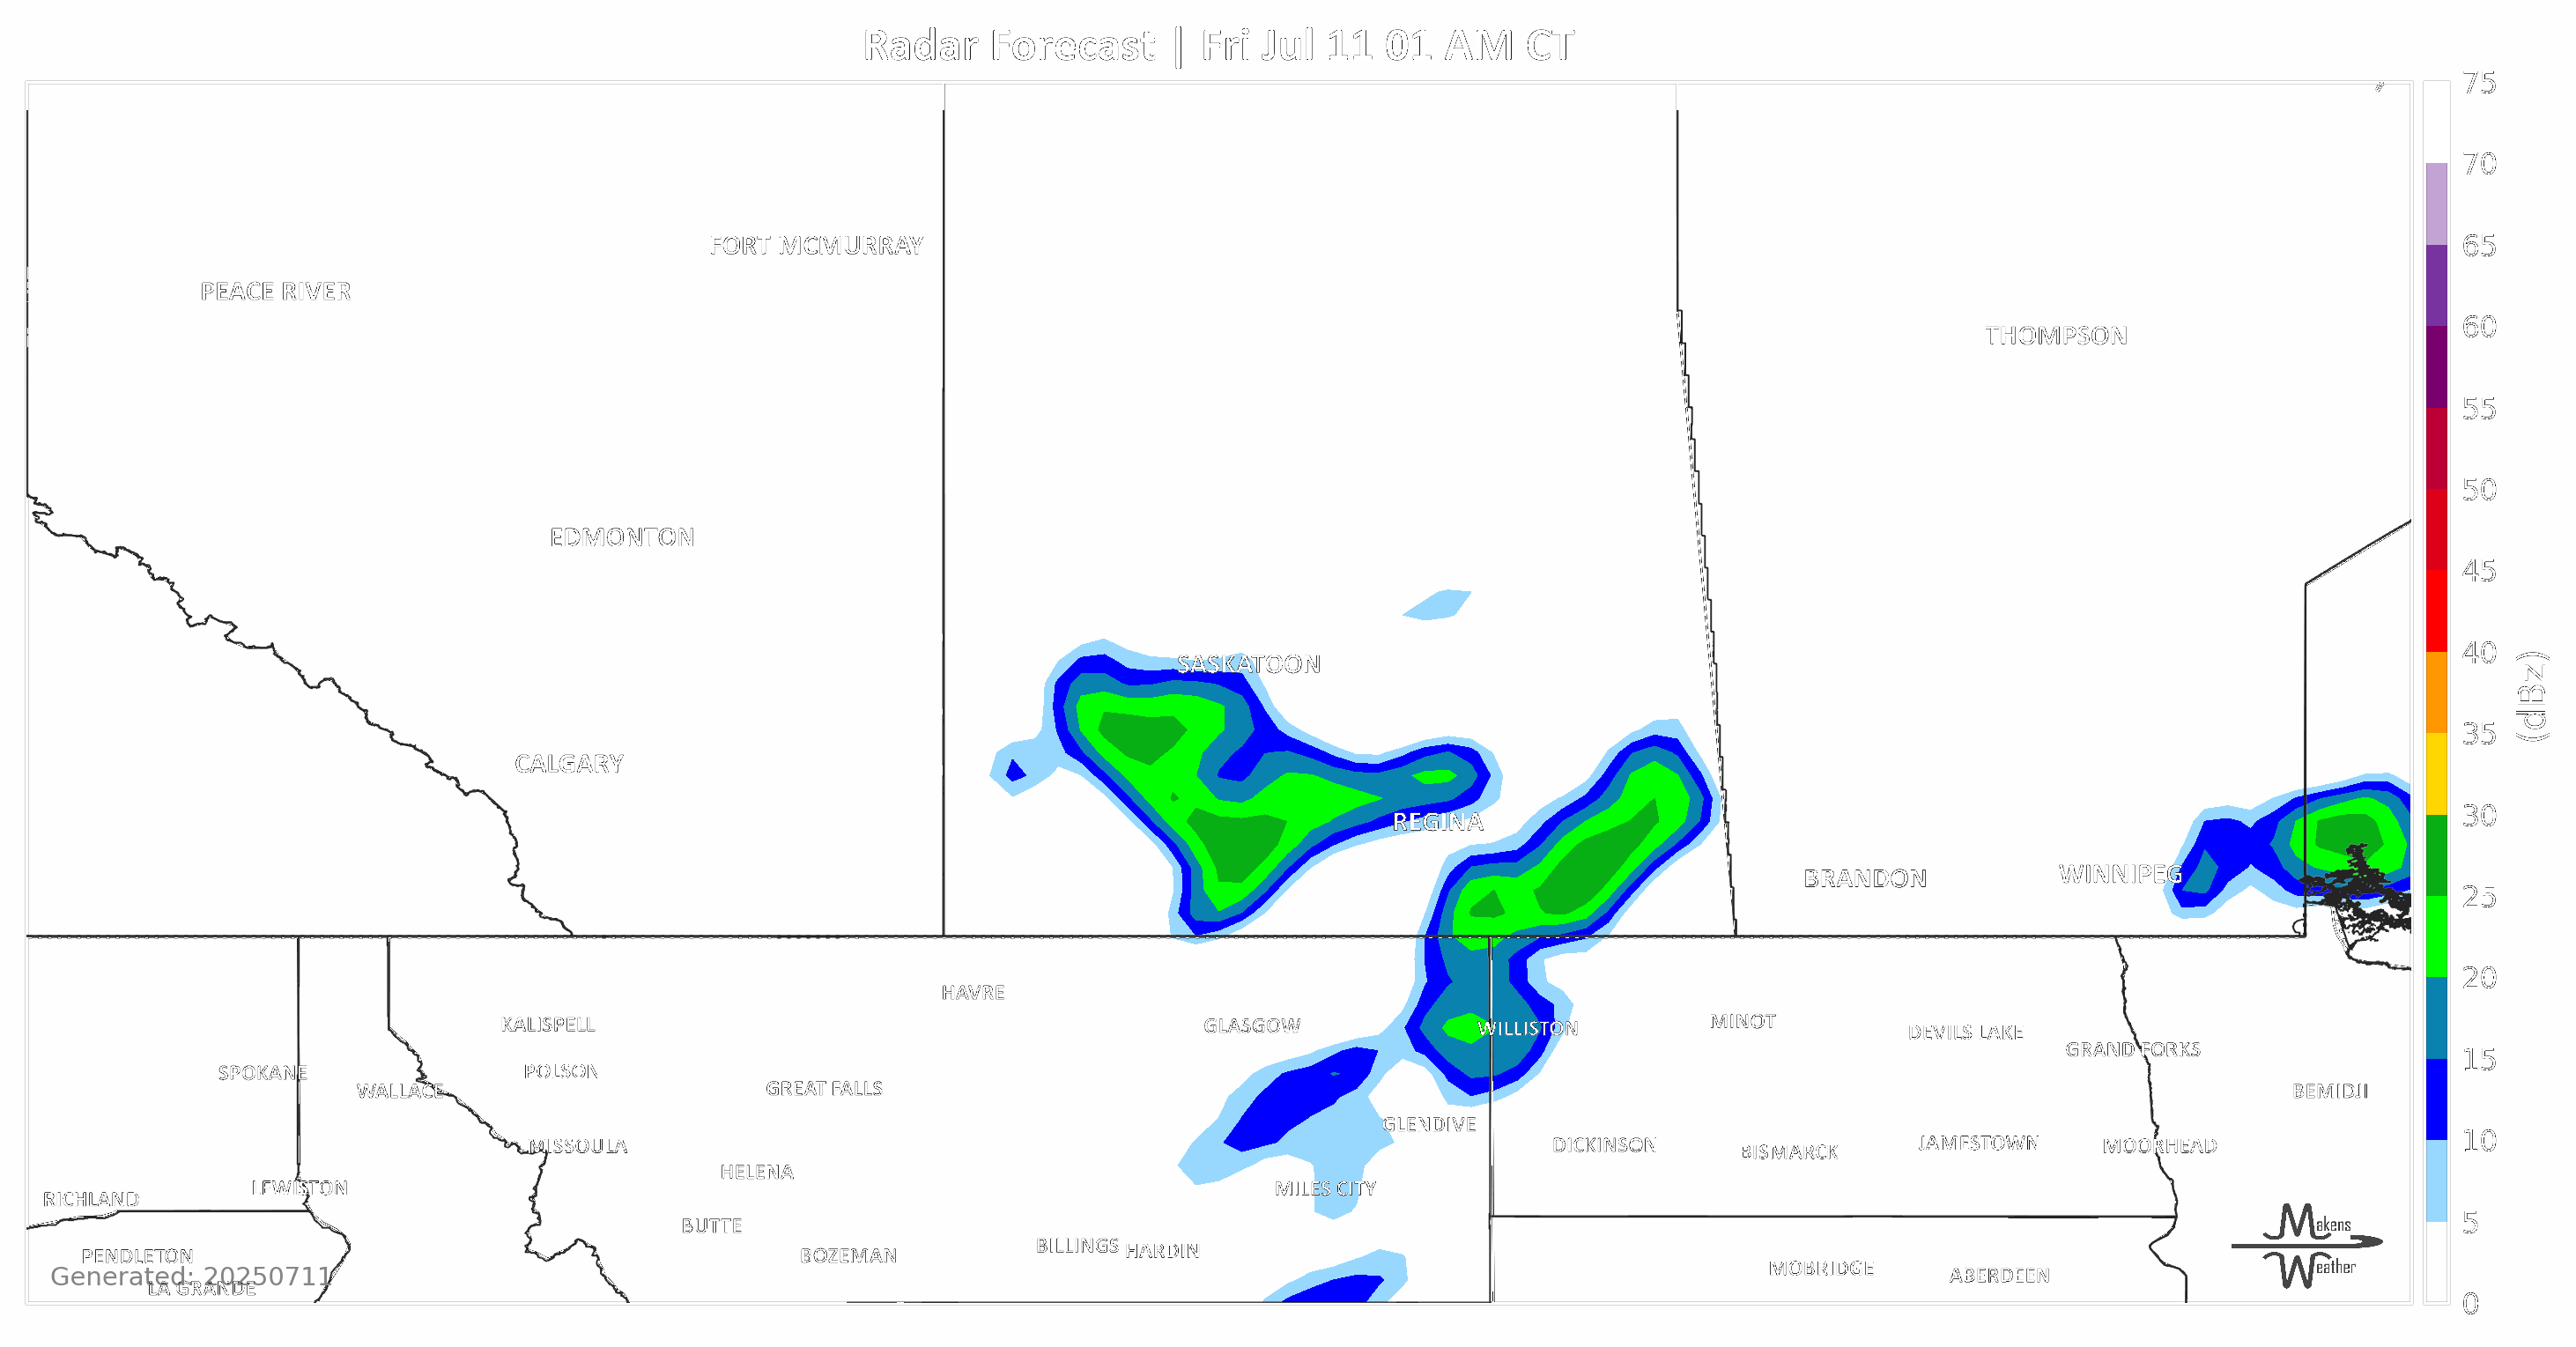 Radar Forecast | Fri Jul 11 01 AM CT
75
70
FORT MCMURRAY
65
PEACE RIVER
60
THOMPSON
55
50
EDMONTON
45
40
SASKATOON
(dBz)
35
CALGARY
30
REGINA
WINNIPEG
BRANDON
25
20
HAVRE
MINOT
KALISPELL
GLASGOW
WILLISTON
DEVILS LAKE
GRAND FORKS
15
POLSON
SPOKANE
GREAT FALLS
WALLACE
BEMIDJI
GLENDIVE
10
JAMESTOWN
DICKINSON
MISSOULA
MOORHEAD
BISMARCK
HELENA
LEWISTON
MILES CITY
RICHLAND
5
BUTTE
Makens
BILLINGS HARDIN
PENDLETON
BOZEMAN
Weather
MOBRIDGE
ABERDEEN
Generated: 20250711
LA GRANDE
0